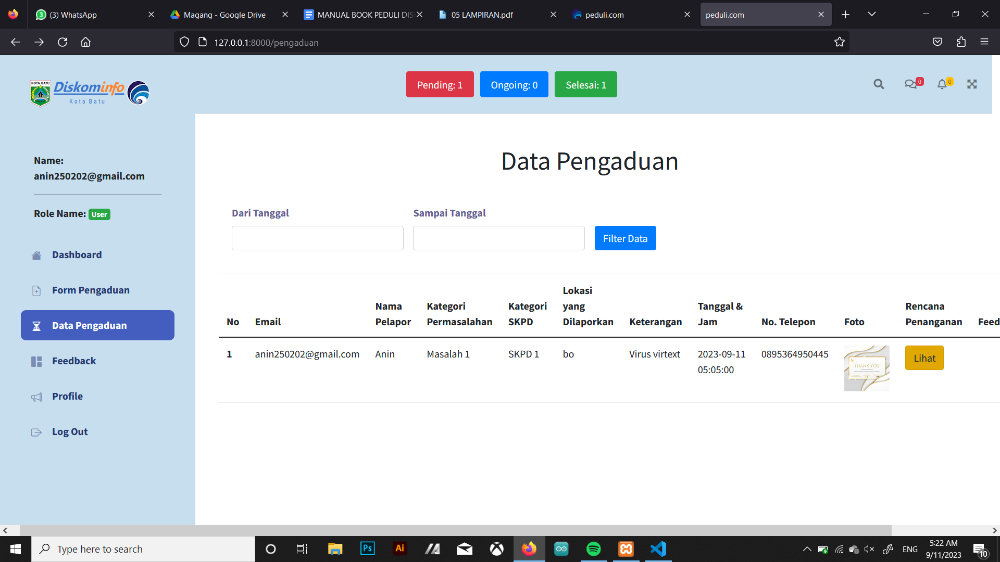 (3) WhatsApp
Magang - Google Drive
MANUAL BOOK PEDULI DIS
05 LAMPIRAN.pdf
peduli.com
peduli.com
127.0.0.1:8000/pengaduan
KOTA BATU
Diskominfo
Kota Batu
Pending: 1
Ongoing: 0
Selesai: 1
0
0
Name:
anin250202@gmail.com
Role Name: User
Dashboard
Form Pengaduan
Data Pengaduan
Feedback
Profile
Log Out
Data Pengaduan
Dari Tanggal
Sampai Tanggal
Filter Data
No
Email
Nama
Pelapor
Kategori
Permasalahan
Kategori
SKPD
Lokasi
yang
Dilaporkan
Keterangan
Tanggal &
Jam
No. Telepon
Foto
Rencana
Penanganan
Feed
1
anin250202@gmail.com
Anin
Masalah 1
SKPD 1
bo
Virus virtext
2023-09-11
05:05:00
0895364950445
THANK YOU
Lihat
Type here to search
Ps
Ai
ENG
5:22 AM
9/11/2023
10